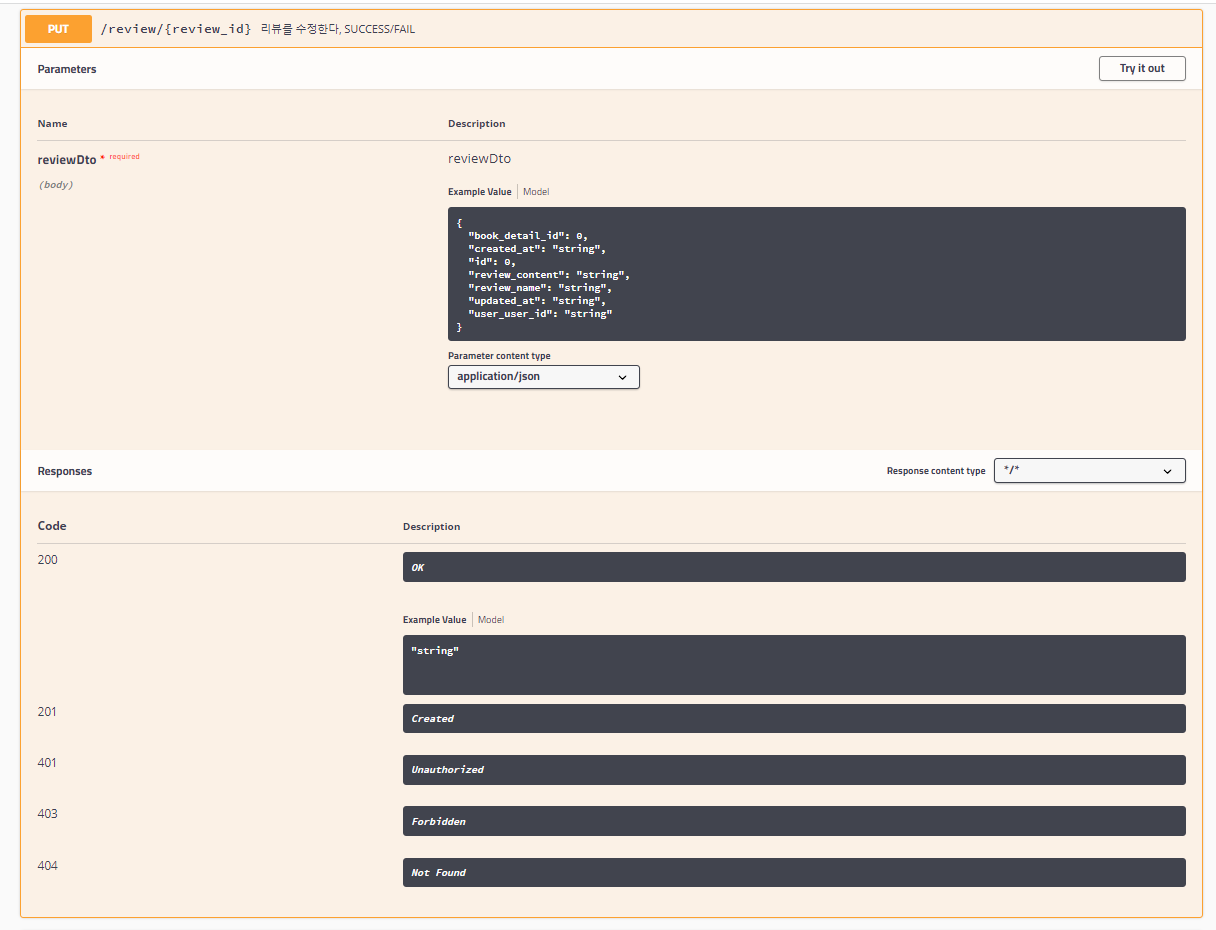 PUT /review/{review_id} 리뷰를 수정한다, SUCCESS/FAIL
Parameters Try it out
Name Description
reviewDto * required reviewDto
(body)
Example Value Model
{
"book_detail_id": 0,
"created_at": "string",
"id": 0,
"review_content": "string",
"review_name": "string",
"updated_at": "string",
"user_user_id": "string"
}
Parameter content type
application/json
Responses Response content type */*
Code Description
200 OK
Example Value Model
"string"
201 Created
401 Unauthorized
403 Forbidden
404 Not Found